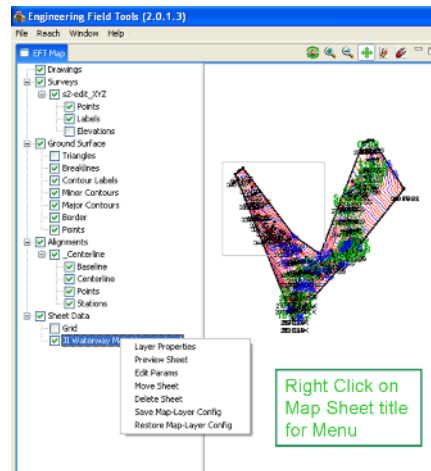 Engineering Field Tools (2.0.1.3)
File Reach Window Help
EFT Map
Drawings
Surveys
s2-edit_XYZ
Points
Labels
Elevations
Ground Surface
Triangles
Breaklines
Contour Labels
Minor Contours
Major Contours
Border
Points
Alignments
_Centerline
Baseline
Centerline
Points
Stations
Sheet Data
Grid
JI Waterway
Layer Properties
Preview Sheet
Edit Params
Move Sheet
Delete Sheet
Save Map-Layer Config
Restore Map-Layer Config
Right Click on
Map Sheet title
for Menu